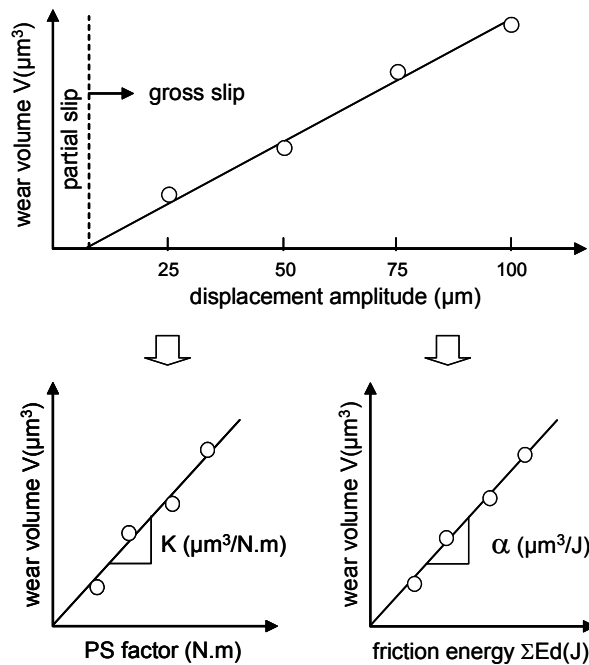 wear volume V(µm³)
partial slip
gross slip
25 50 75 100
displacement amplitude (µm)
wear volume V(µm³)
K (µm³/N.m)
PS factor (N.m)
wear volume V(µm³)
α (µm³/J)
friction energy ΣEd(J)